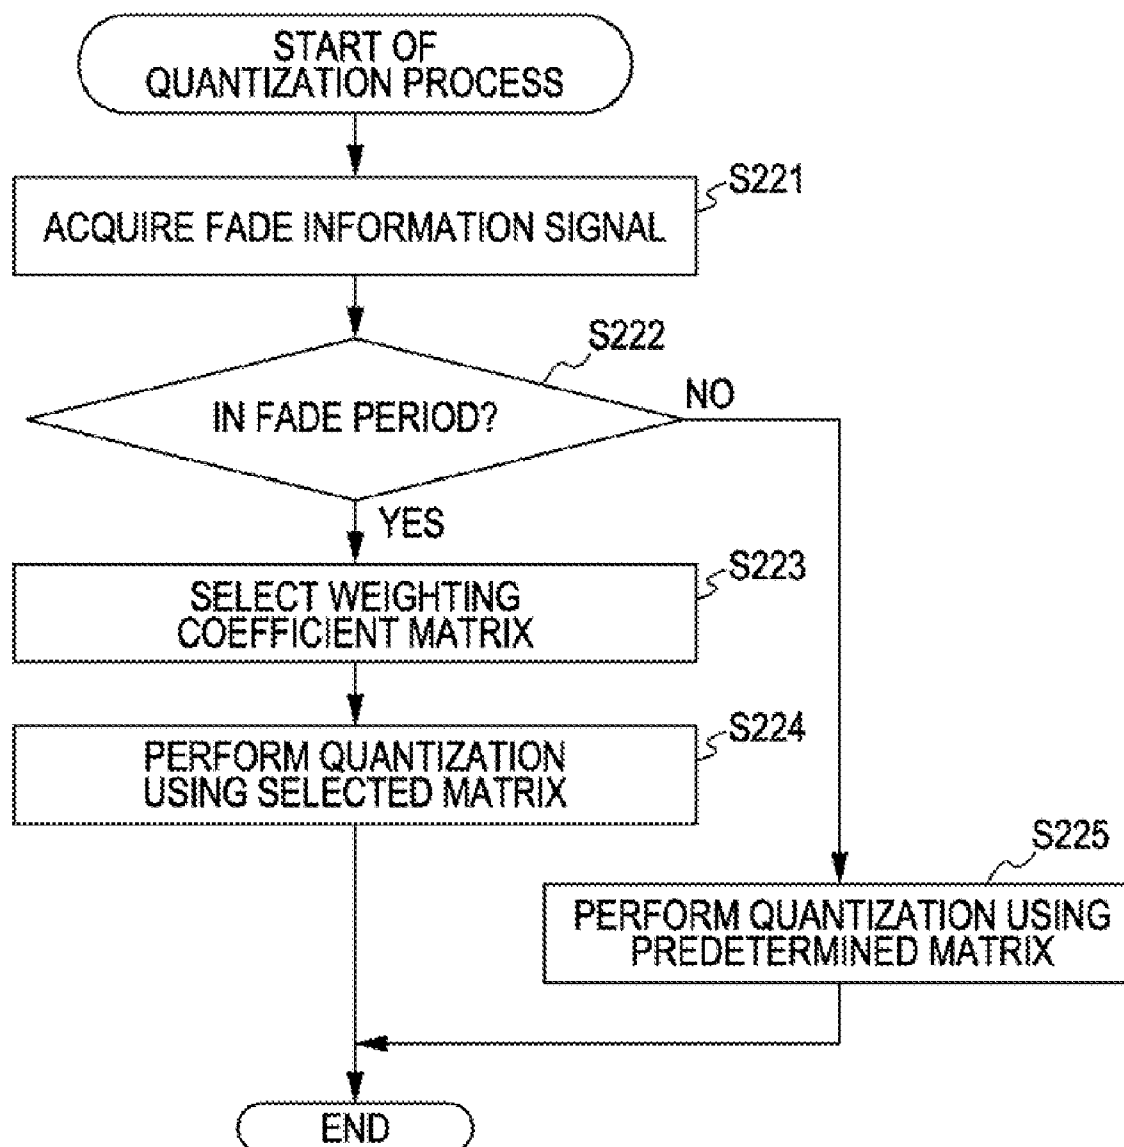 START OF
QUANTIZATION PROCESS
S221
ACQUIRE FADE INFORMATION SIGNAL
S222
IN FADE PERIOD?
NO
YES
S223
SELECT WEIGHTING
COEFFICIENT MATRIX
S224
PERFORM QUANTIZATION
USING SELECTED MATRIX
S225
PERFORM QUANTIZATION USING
PREDETERMINED MATRIX
END